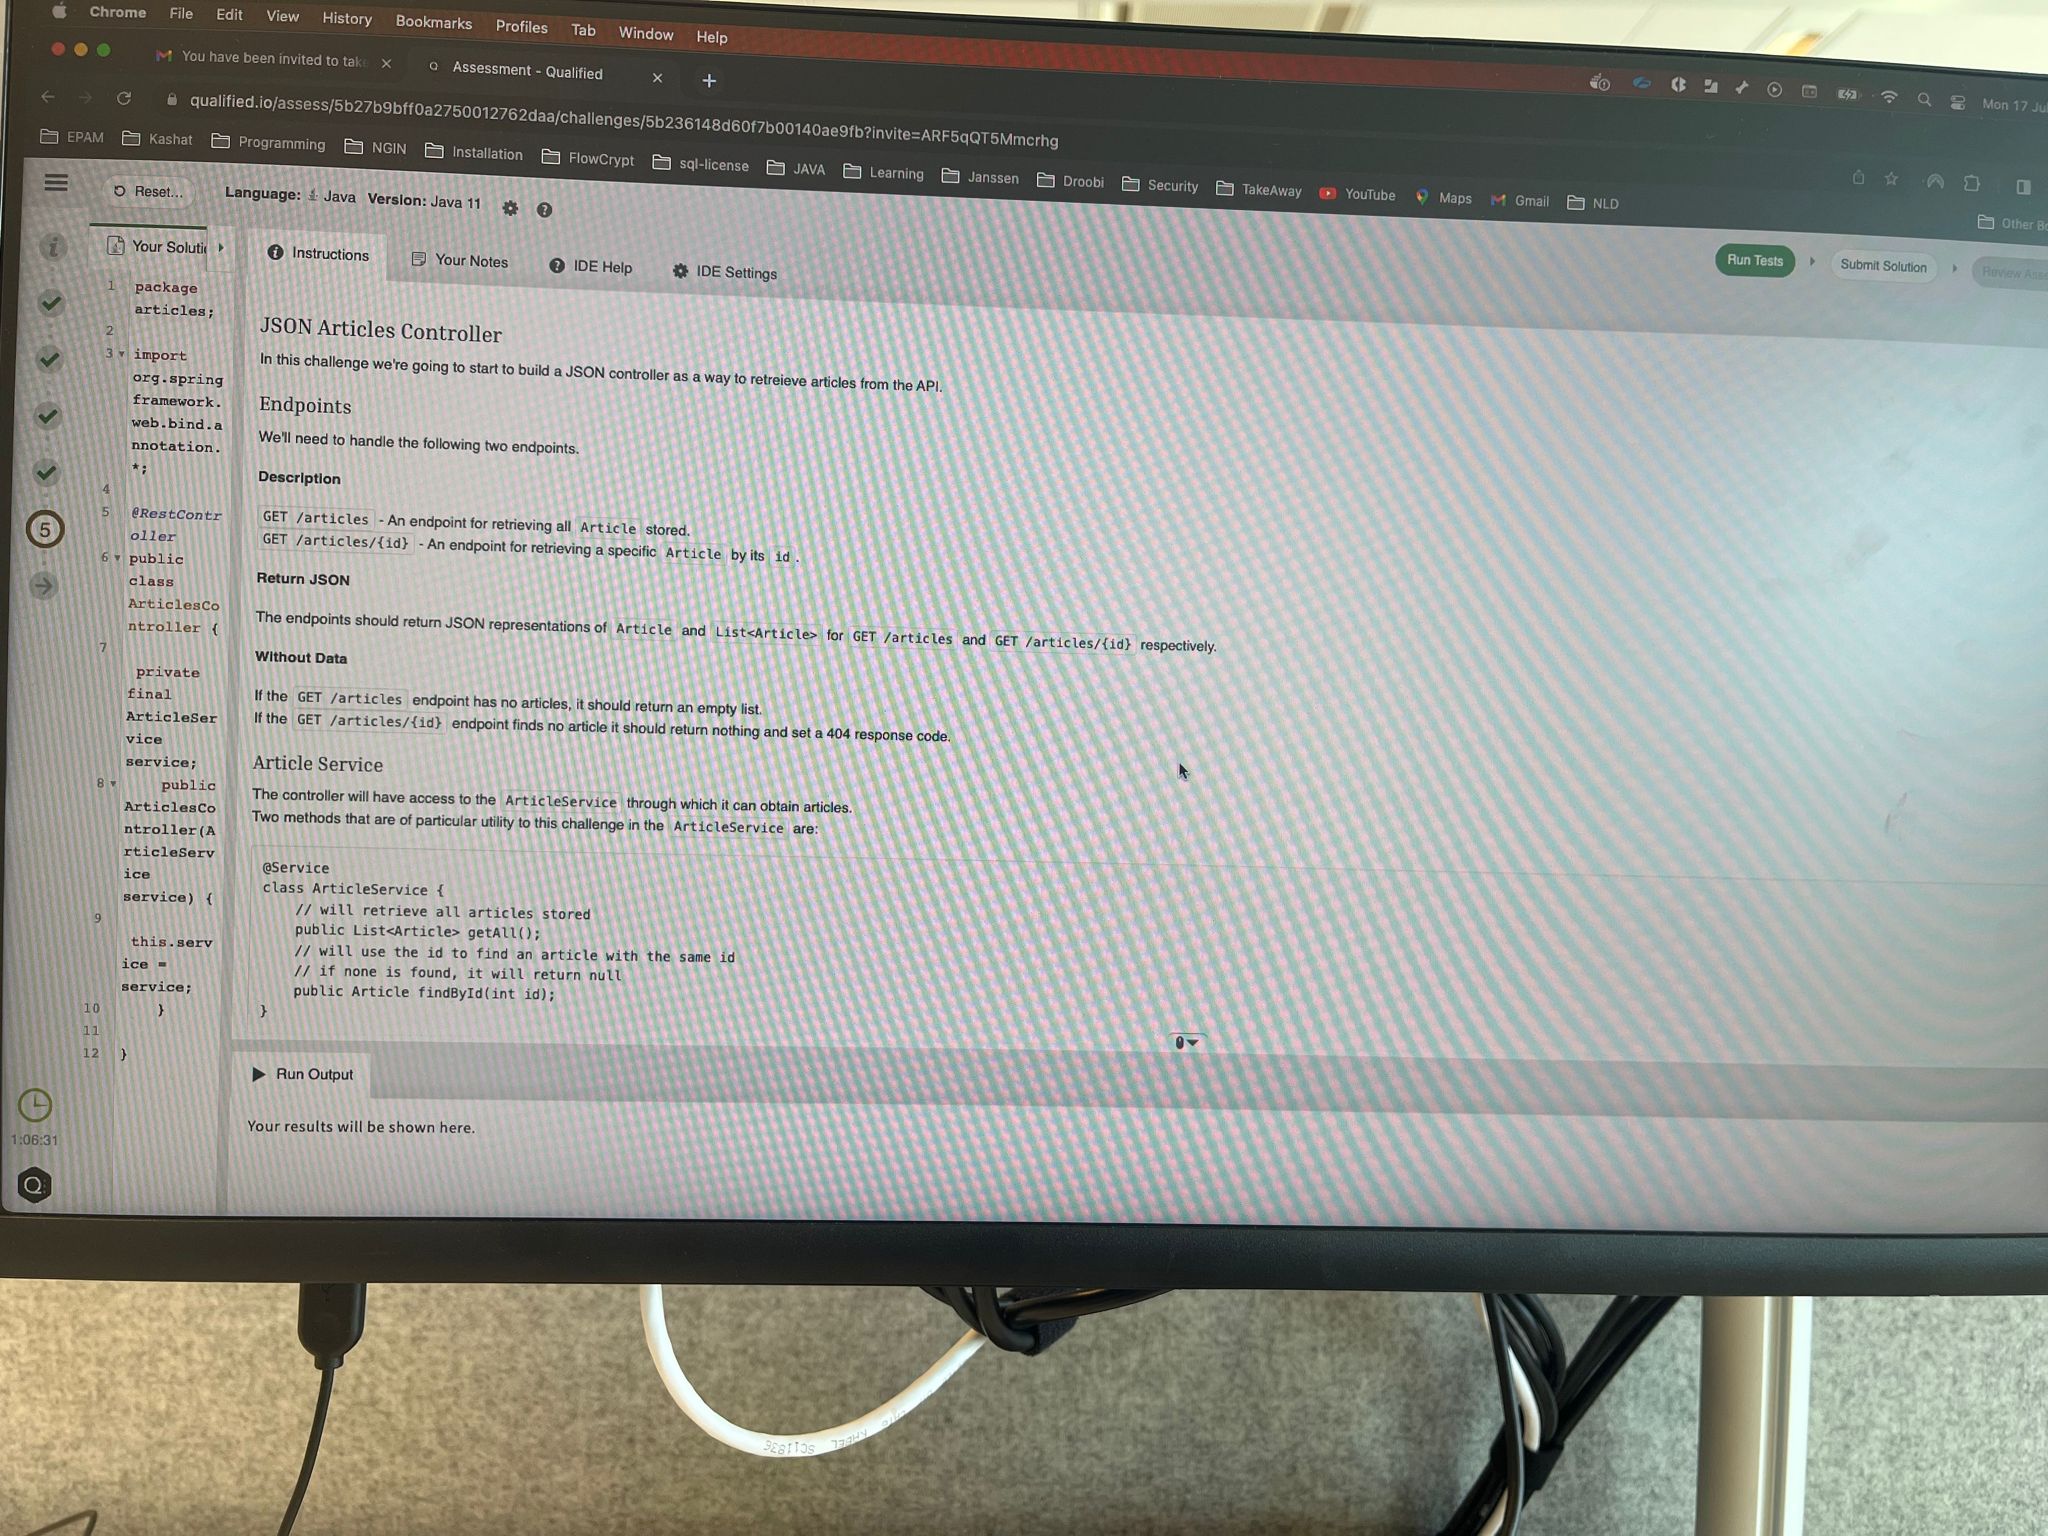 Chrome File Edit View History Bookmarks Profiles Tab Window Help
Mon 17 Ju
You have been invited to take
Assessment - Qualified
qualified.io/assess/5b27b9bff0a2750012762daa/challenges/5b236148d60f7b00140ae9fb?invite=ARF5qQT5Mmcrhg
EPAM Kashat Programming NGIN Installation FlowCrypt sql-license JAVA Learning Janssen Droobi Security TakeAway YouTube Maps Gmail NLD
Other Bo
Reset... Language: Java Version: Java 11
Your Soluti
Instructions Your Notes IDE Help IDE Settings
Run Tests Submit Solution Review Ass
1 package
articles;
2
3 import
org.spring
framework.
web.bind.a
nnotation.
*;
4
5 @RestContr
oller
6 public
class
ArticlesCo
ntroller {
7
private
final
ArticleSer
vice
service;
8 public
ArticlesCo
ntroller(A
rticleServ
ice
service) {
9
this.serv
ice =
service;
10 }
11
12 }
5
1:06:31
Q
JSON Articles Controller
In this challenge we're going to start to build a JSON controller as a way to retreieve articles from the API.
Endpoints
We'll need to handle the following two endpoints.
Description
GET /articles - An endpoint for retrieving all Article stored.
GET /articles/{id} - An endpoint for retrieving a specific Article by its id .
Return JSON
The endpoints should return JSON representations of Article and List<Article> for GET /articles and GET /articles/{id} respectively.
Without Data
If the GET /articles endpoint has no articles, it should return an empty list.
If the GET /articles/{id} endpoint finds no article it should return nothing and set a 404 response code.
Article Service
The controller will have access to the ArticleService through which it can obtain articles.
Two methods that are of particular utility to this challenge in the ArticleService are:
@Service
class ArticleService {
// will retrieve all articles stored
public List<Article> getAll();
// will use the id to find an article with the same id
// if none is found, it will return null
public Article findById(int id);
}
Run Output
Your results will be shown here.